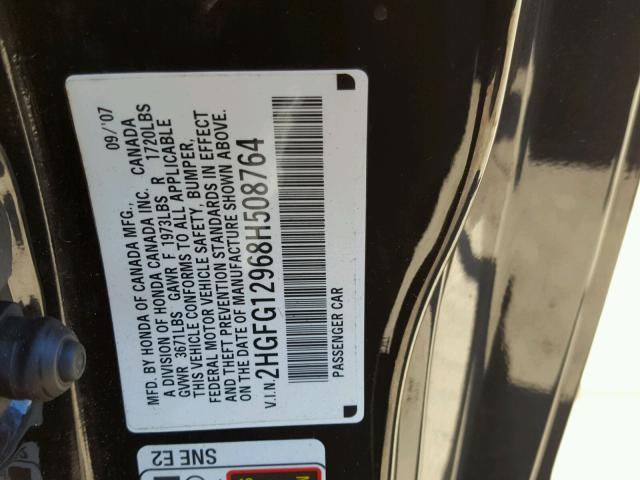 MFD. BY HONDA OF CANADA MFG., 09/'07
A DIVISION OF HONDA CANADA INC. CANADA
GVWR 3671LBS GAWR F 1973LBS R 1720LBS
THIS VEHICLE CONFORMS TO ALL APPLICABLE
FEDERAL MOTOR VEHICLE SAFETY, BUMPER,
AND THEFT PREVENTION STANDARDS IN EFFECT
ON THE DATE OF MANUFACTURE SHOWN ABOVE.
V.I.N. 2HGFG12968H508764
PASSENGER CAR
SNE E2